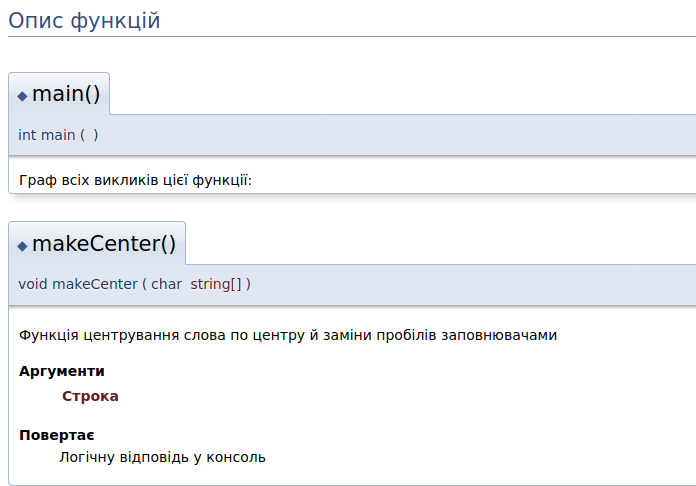 Опис функцій
◆ main()
int main ( )
Граф всіх викликів цієї функції:
◆ makeCenter()
void makeCenter ( char string[] )
Функція центрування слова по центру й заміни пробілів заповнювачами
Аргументи
Строка
Повертає
Логічну відповідь у консоль